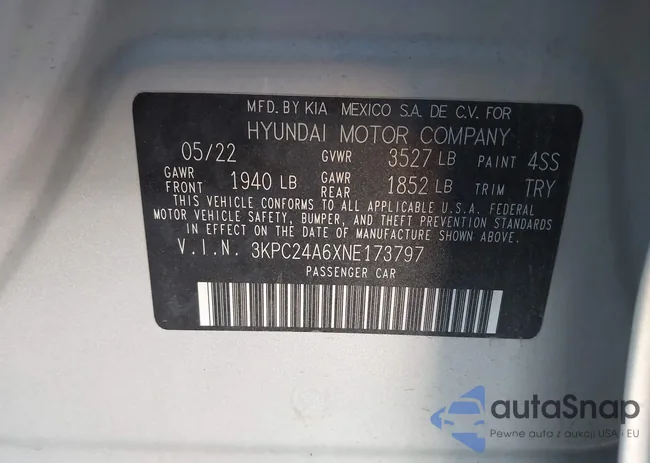 MFD. BY KIA MEXICO S.A. DE C.V. FOR
HYUNDAI MOTOR COMPANY
05/22 GVWR 3527 LB PAINT 4SS
GAWR FRONT 1940 LB GAWR REAR 1852 LB TRIM TRY
THIS VEHICLE CONFORMS TO ALL APPLICABLE U.S.A. FEDERAL
MOTOR VEHICLE SAFETY, BUMPER, AND THEFT PREVENTION STANDARDS
IN EFFECT ON THE DATE OF MANUFACTURE SHOWN ABOVE.
V.I.N. 3KPC24A6XNE173797
PASSENGER CAR
autaSnap
Pewne auta z aukcji USA i EU